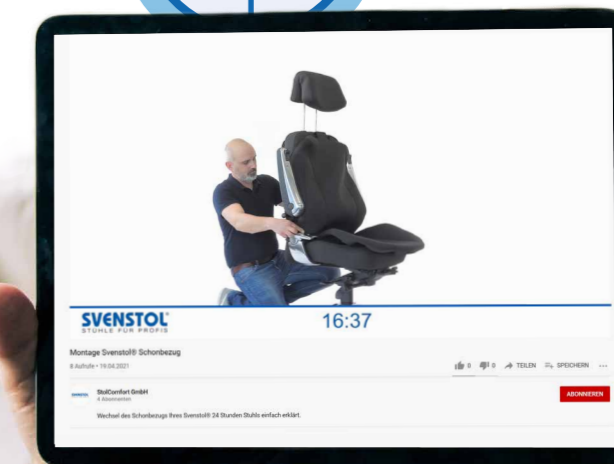 SVENSTOL®
STÜHLE FÜR PROFIS
16:37
Montage Svenstol® Schonbezug
8 Aufrufe • 19.04.2021
0 0 TEILEN SPEICHERN ...
SVENSTOL
StolComfort GmbH
4 Abonnenten
ABONNIEREN
Wechsel des Schonbezugs Ihres Svenstol® 24 Stunden Stuhls einfach erklärt.